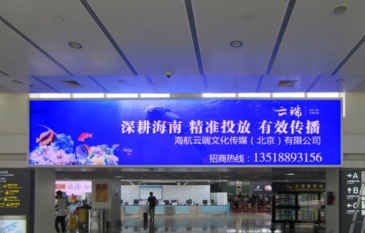 云端
深耕海南 精准投放 有效传播
海航云端文化传媒（北京）有限公司
招商热线：13518893156
A
C
D